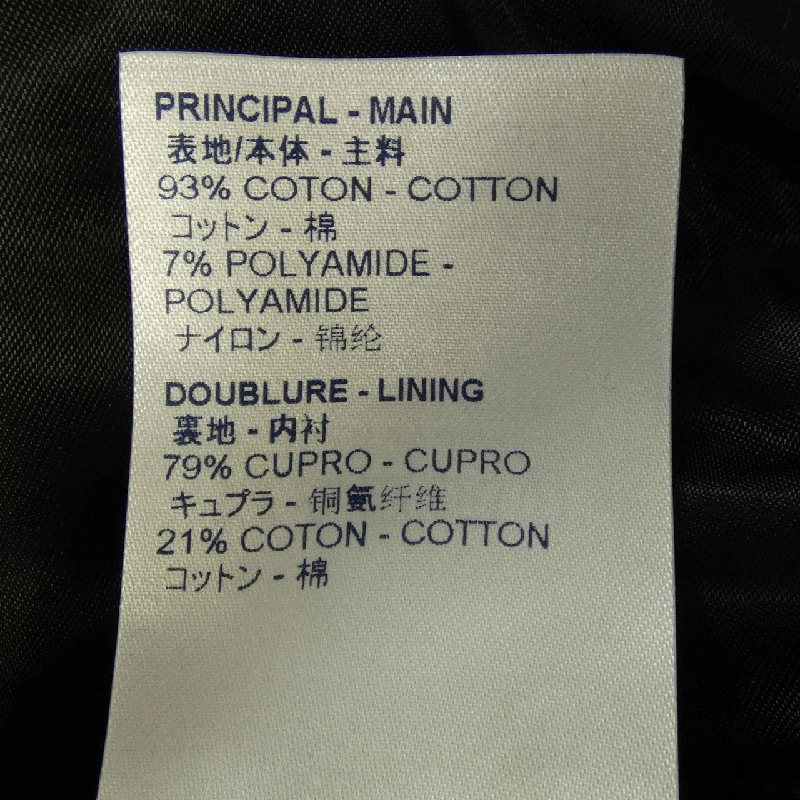 PRINCIPAL - MAIN
表地/本体 - 主料
93% COTON - COTTON
コットン - 棉
7% POLYAMIDE -
POLYAMIDE
ナイロン - 锦纶
DOUBLURE - LINING
裏地 - 内衬
79% CUPRO - CUPRO
キュプラ - 铜氨纤维
21% COTON - COTTON
コットン - 棉